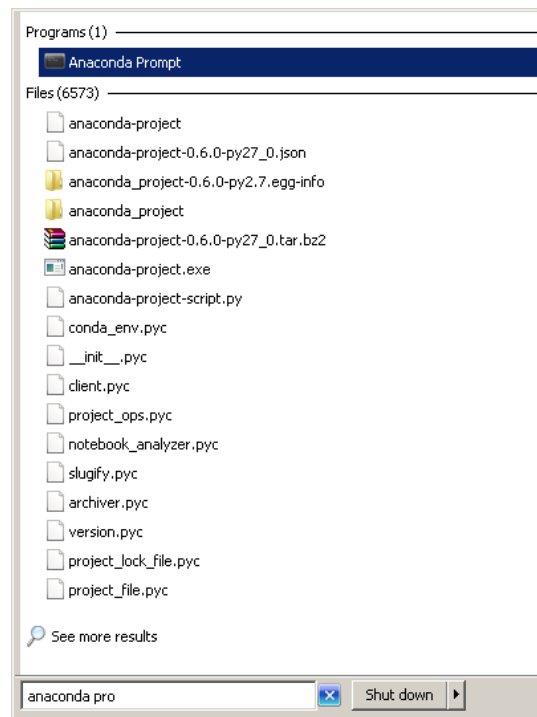 Programs (1)
Anaconda Prompt
Files (6573)
anaconda-project
anaconda-project-0.6.0-py27_0.json
anaconda_project-0.6.0-py2.7.egg-info
anaconda_project
anaconda-project-0.6.0-py27_0.tar.bz2
anaconda-project.exe
anaconda-project-script.py
conda_env.pyc
__init__.pyc
client.pyc
project_ops.pyc
notebook_analyzer.pyc
slugify.pyc
archiver.pyc
version.pyc
project_lock_file.pyc
project_file.pyc
See more results
anaconda pro Shut down